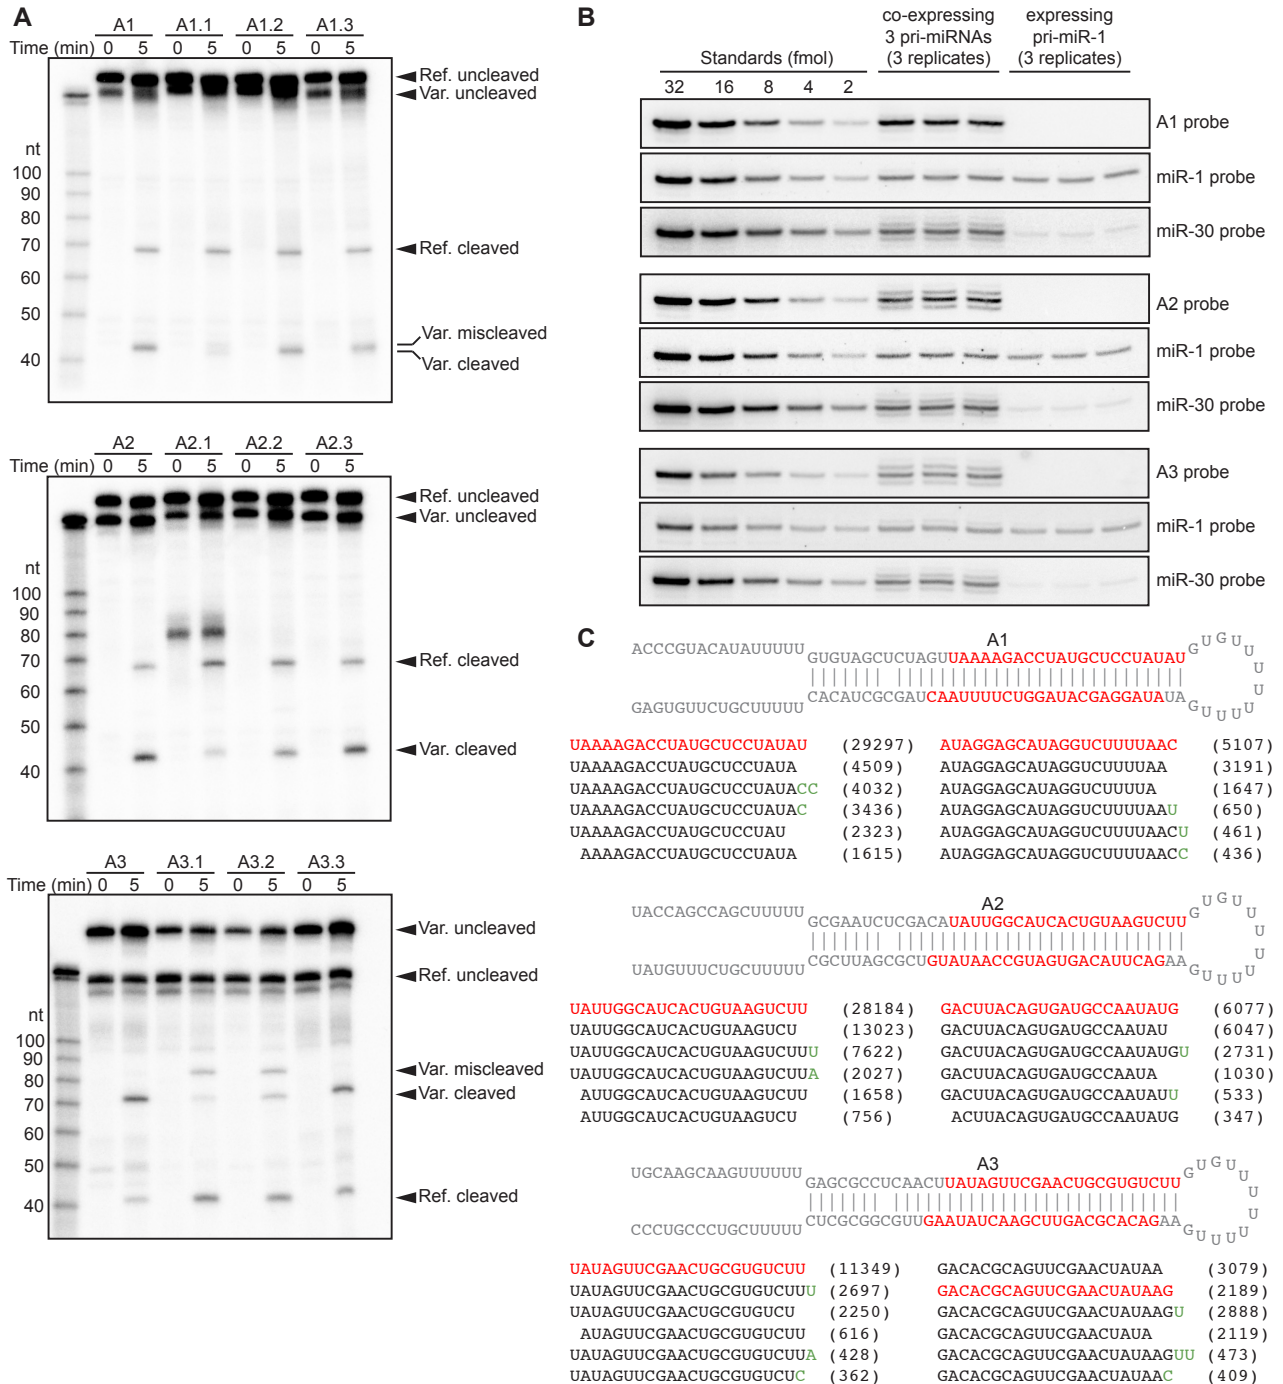 A
A1 A1.1 A1.2 A1.3
Time (min) 0 5 0 5 0 5 0 5
Ref. uncleaved
Var. uncleaved
nt
100
90
80
70
60
50
40
Ref. cleaved
Var. miscleaved
Var. cleaved
A2 A2.1 A2.2 A2.3
Time (min) 0 5 0 5 0 5 0 5
Ref. uncleaved
Var. uncleaved
nt
100
90
80
70
60
50
40
Ref. cleaved
Var. cleaved
A3 A3.1 A3.2 A3.3
Time (min) 0 5 0 5 0 5 0 5
Var. uncleaved
Ref. uncleaved
nt
100
90
80
70
60
50
40
Var. miscleaved
Var. cleaved
Ref. cleaved
B
Standards (fmol)
co-expressing
3 pri-miRNAs
(3 replicates)
expressing
pri-miR-1
(3 replicates)
32 16 8 4 2
A1 probe
miR-1 probe
miR-30 probe
A2 probe
miR-1 probe
miR-30 probe
A3 probe
miR-1 probe
miR-30 probe
C
A1
ACCCGUACAUAUUUUU GUGUAGCUCUAGUUAAAAGACCUAUGCUCCUAUAU GUGUUUUUUUUG
GAGUGUUCUGCUUUUU CACAUCGCGAUCAAUUUUCUGGAUACGAGGAUAUA
UAAAAGACCUAUGCUCCUAUAU (29297) AUAGGAGCAUAGGUCUUUUAAC (5107)
UAAAAGACCUAUGCUCCUAUA (4509) AUAGGAGCAUAGGUCUUUUAA (3191)
UAAAAGACCUAUGCUCCUAUACC (4032) AUAGGAGCAUAGGUCUUUUA (1647)
UAAAAGACCUAUGCUCCUAUAC (3436) AUAGGAGCAUAGGUCUUUUAAU (650)
UAAAAGACCUAUGCUCCUAU (2323) AUAGGAGCAUAGGUCUUUUAACU (461)
AAAAGACCUAUGCUCCUAUA (1615) AUAGGAGCAUAGGUCUUUUAACC (436)
A2
UACCAGCCAGCUUUUU GCGAAUCUCGACAUAUUGGCAUCACUGUAAGUCUU GUGUUUUUUUUG
UAUGUUUCUGCUUUUU CGCUUAGCGCUGUAUAACCGUAGUGACAUUCAGAA
UAUUGGCAUCACUGUAAGUCUU (28184) GACUUACAGUGAUGCCAAUAUG (6077)
UAUUGGCAUCACUGUAAGUCU (13023) GACUUACAGUGAUGCCAAUAU (6047)
UAUUGGCAUCACUGUAAGUCUUU (7622) GACUUACAGUGAUGCCAAUAUGU (2731)
UAUUGGCAUCACUGUAAGUCUUA (2027) GACUUACAGUGAUGCCAAUA (1030)
AUUGGCAUCACUGUAAGUCUU (1658) GACUUACAGUGAUGCCAAUAUU (533)
AUUGGCAUCACUGUAAGUCU (756) ACUUACAGUGAUGCCAAUAUG (347)
A3
UGCAAGCAAGUUUUUU GAGCGCCUCAACUUAUAGUUCGAACUGCGUGUCUU GUGUUUUUUUUG
CCCUGCCCUGCUUUUU CUCGCGGCGUUGAAUAUCAAGCUUGACGCACAGAA
UAUAGUUCGAACUGCGUGUCUU (11349) GACACGCAGUUCGAACUAUAA (3079)
UAUAGUUCGAACUGCGUGUCUUU (2697) GACACGCAGUUCGAACUAUAAG (2189)
UAUAGUUCGAACUGCGUGUCU (2250) GACACGCAGUUCGAACUAUAAGU (2888)
AUAGUUCGAACUGCGUGUCUU (616) GACACGCAGUUCGAACUAUA (2119)
UAUAGUUCGAACUGCGUGUCUUA (428) GACACGCAGUUCGAACUAUAAGUU (473)
UAUAGUUCGAACUGCGUGUCUC (362) GACACGCAGUUCGAACUAUAAC (409)